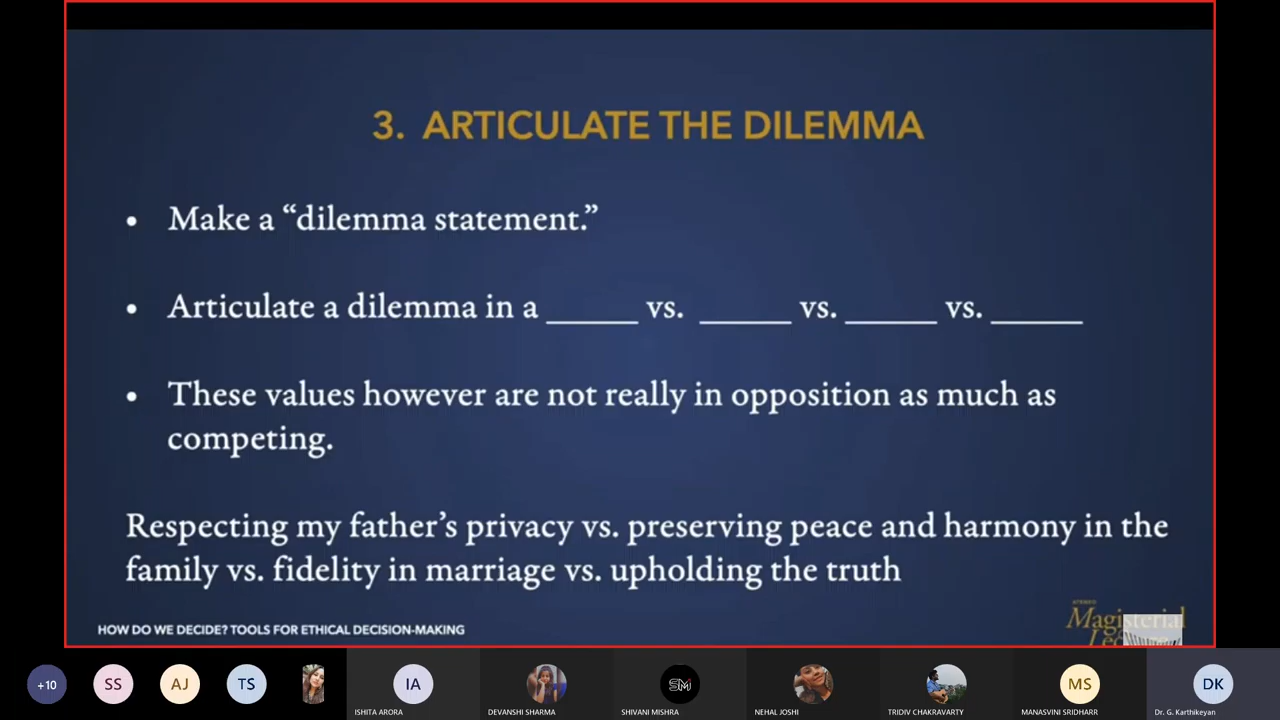 3. ARTICULATE THE DILEMMA
• Make a “dilemma statement.”
• Articulate a dilemma in a ______ vs. ______ vs. ______ vs. ______
• These values however are not really in opposition as much as
competing.
Respecting my father’s privacy vs. preserving peace and harmony in the
family vs. fidelity in marriage vs. upholding the truth
HOW DO WE DECIDE? TOOLS FOR ETHICAL DECISION-MAKING
Magisterial
+10
SS
AJ
TS
IA
SM
MS
DK
ISHITA ARORA
DEVANSHI SHARMA
SHIVANI MISHRA
NEHAL JOSHI
TRIDIV CHAKRAVARTY
MANASVINI SRIDHARR
Dr. G. Karthikeyan